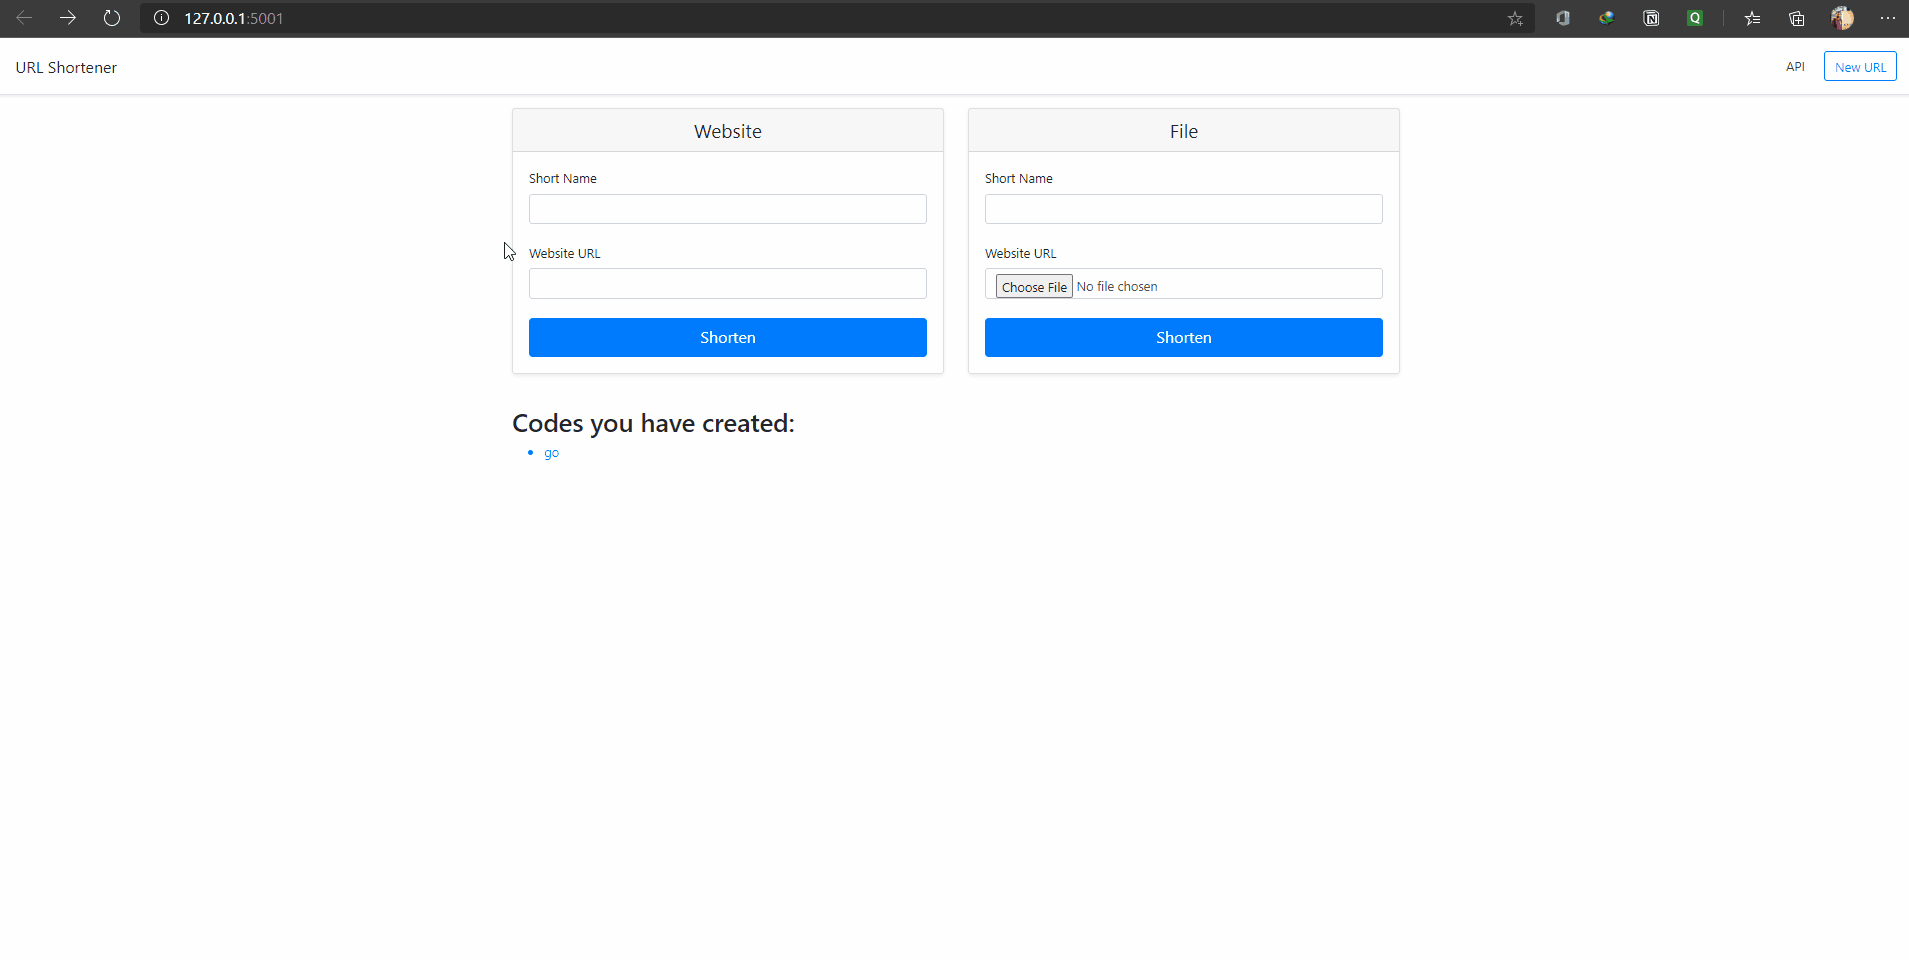 127.0.0.1:5001
URL Shortener
API
New URL
Website
Short Name
Website URL
Shorten
File
Short Name
Website URL
Choose File No file chosen
Shorten
Codes you have created:
go